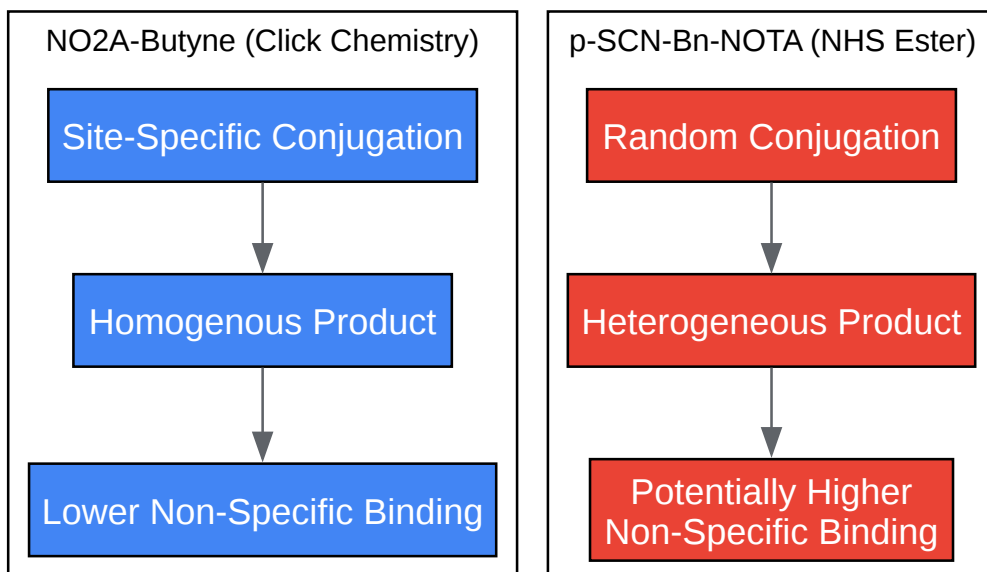 NO2A-Butyne (Click Chemistry)
Site-Specific Conjugation
Homogenous Product
Lower Non-Specific Binding
p-SCN-Bn-NOTA (NHS Ester)
Random Conjugation
Heterogeneous Product
Potentially Higher
Non-Specific Binding